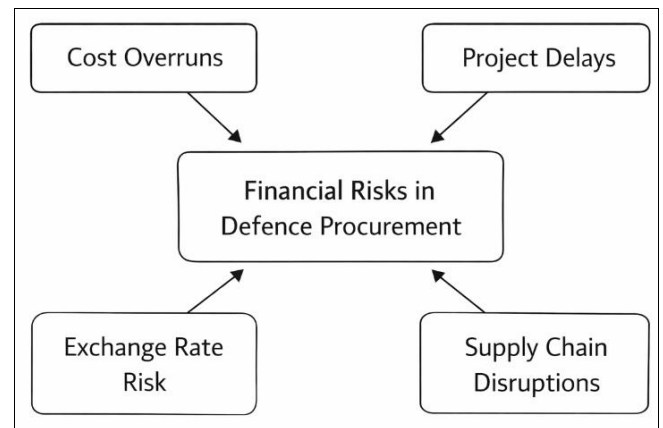 Cost Overruns
Project Delays
Financial Risks in
Defence Procurement
Exchange Rate
Risk
Supply Chain
Disruptions